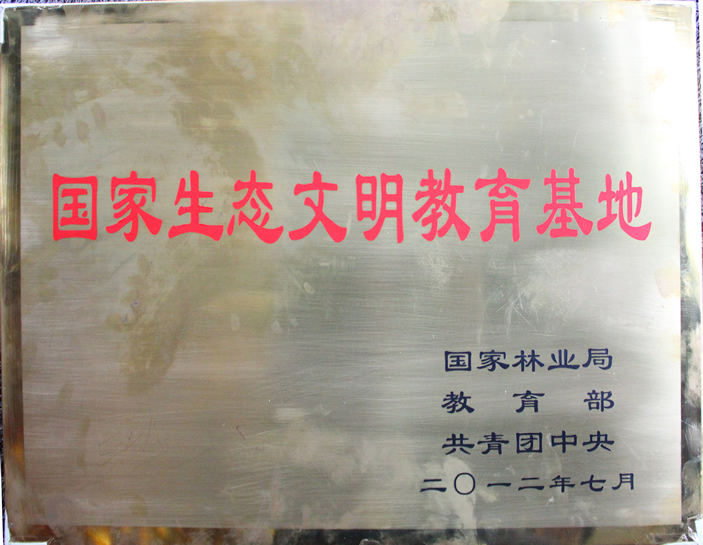 国家生态文明教育基地
国家林业局
教育部
共青团中央
二〇一二年七月